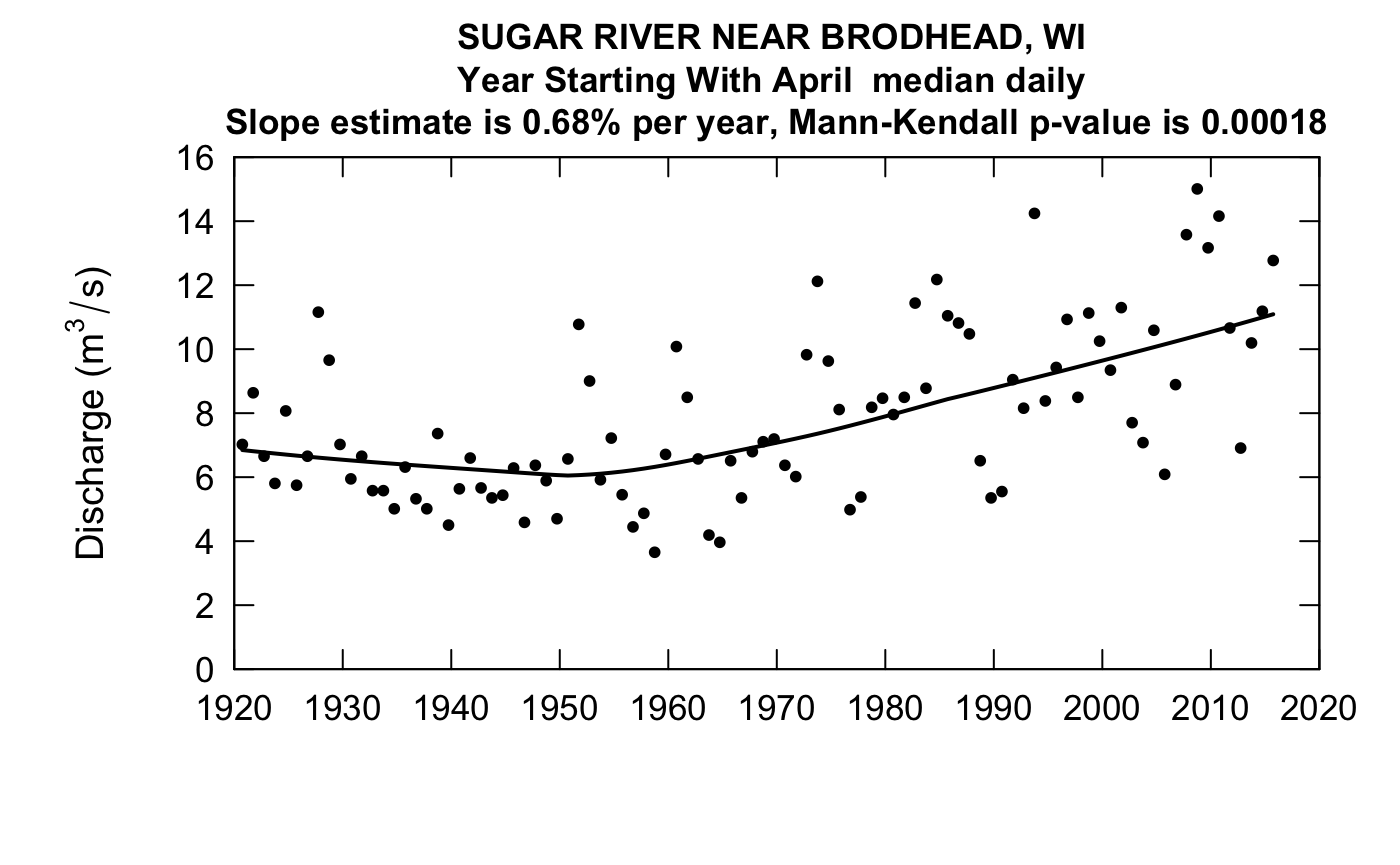 SUGAR RIVER NEAR BRODHEAD, WI
Year Starting With April  median daily
Slope estimate is 0.68% per year, Mann-Kendall p-value is 0.00018
Discharge (m³/s)
16
14
12
10
8
6
4
2
0
1920 1930 1940 1950 1960 1970 1980 1990 2000 2010 2020